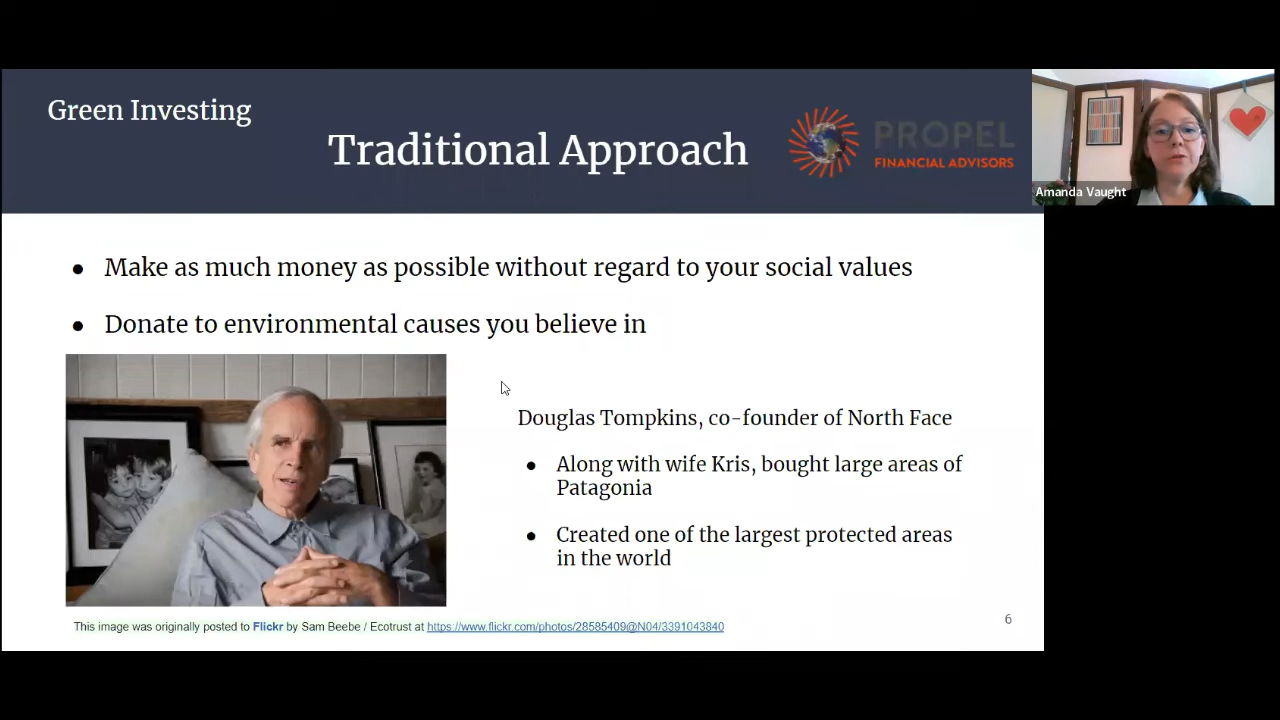 Green Investing
Traditional Approach
PROPEL
FINANCIAL ADVISORS
Amanda Vaught
● Make as much money as possible without regard to your social values
● Donate to environmental causes you believe in
Douglas Tompkins, co-founder of North Face
● Along with wife Kris, bought large areas of
Patagonia
● Created one of the largest protected areas
in the world
This image was originally posted to Flickr by Sam Beebe / Ecotrust at https://www.flickr.com/photos/28585409@N04/3391043840
6